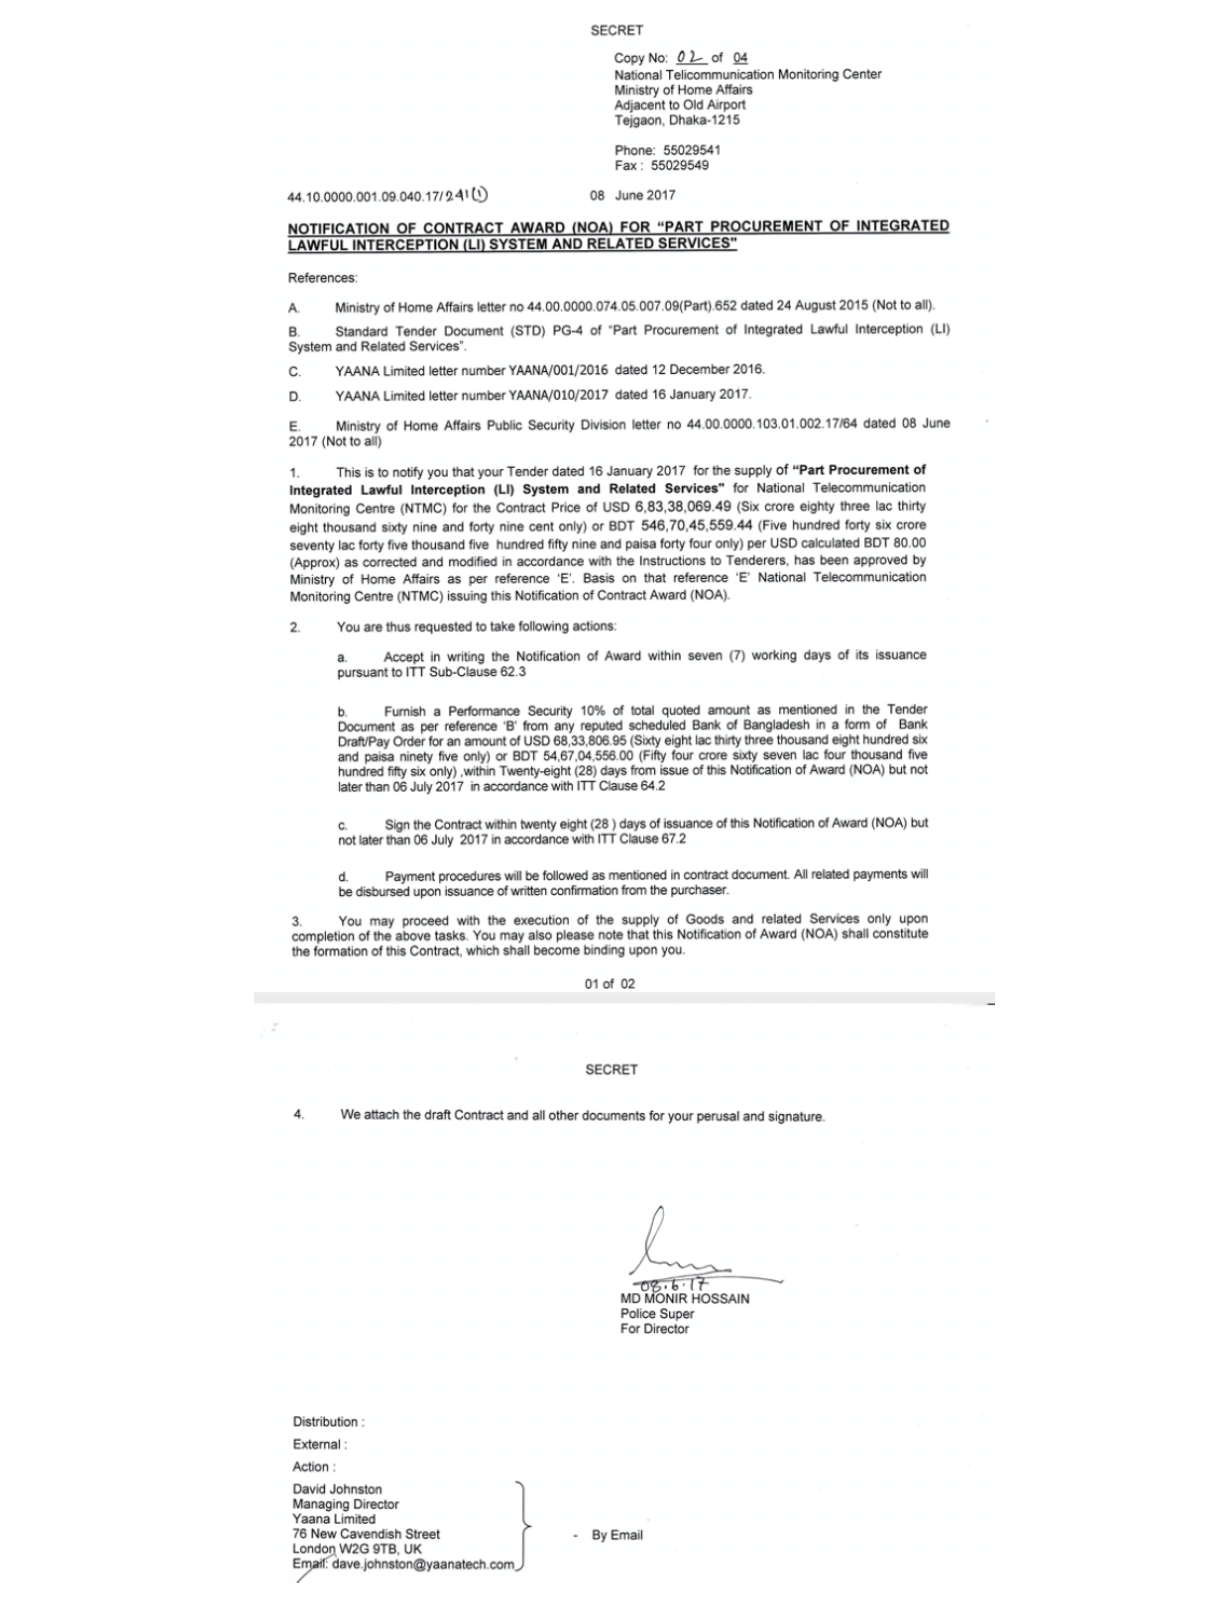 SECRET
Copy No: 02 of 04
National Telicommunication Monitoring Center
Ministry of Home Affairs
Adjacent to Old Airport
Tejgaon, Dhaka-1215
Phone: 55029541
Fax : 55029549
44.10.0000.001.09.040.17/241(1)
08 June 2017
NOTIFICATION OF CONTRACT AWARD (NOA) FOR "PART PROCUREMENT OF INTEGRATED
LAWFUL INTERCEPTION (LI) SYSTEM AND RELATED SERVICES"
References:
A. Ministry of Home Affairs letter no 44.00.0000.074.05.007.09(Part).652 dated 24 August 2015 (Not to all).
B. Standard Tender Document (STD) PG-4 of "Part Procurement of Integrated Lawful Interception (LI)
System and Related Services".
C. YAANA Limited letter number YAANA/001/2016 dated 12 December 2016.
D. YAANA Limited letter number YAANA/010/2017 dated 16 January 2017.
E. Ministry of Home Affairs Public Security Division letter no 44.00.0000.103.01.002.17/64 dated 08 June
2017 (Not to all)
1. This is to notify you that your Tender dated 16 January 2017 for the supply of "Part Procurement of
Integrated Lawful Interception (LI) System and Related Services" for National Telecommunication
Monitoring Centre (NTMC) for the Contract Price of USD 6,83,38,069.49 (Six crore eighty three lac thirty
eight thousand sixty nine and forty nine cent only) or BDT 546,70,45,559.44 (Five hundred forty six crore
seventy lac forty five thousand five hundred fifty nine and paisa forty four only) per USD calculated BDT 80.00
(Approx) as corrected and modified in accordance with the Instructions to Tenderers, has been approved by
Ministry of Home Affairs as per reference 'E'. Basis on that reference 'E' National Telecommunication
Monitoring Centre (NTMC) issuing this Notification of Contract Award (NOA).
2. You are thus requested to take following actions:
a. Accept in writing the Notification of Award within seven (7) working days of its issuance
pursuant to ITT Sub-Clause 62.3
b. Furnish a Performance Security 10% of total quoted amount as mentioned in the Tender
Document as per reference 'B' from any reputed scheduled Bank of Bangladesh in a form of Bank
Draft/Pay Order for an amount of USD 68,33,806.95 (Sixty eight lac thirty three thousand eight hundred six
and paisa ninety five only) or BDT 54,67,04,556.00 (Fifty four crore sixty seven lac four thousand five
hundred fifty six only) ,within Twenty-eight (28) days from issue of this Notification of Award (NOA) but not
later than 06 July 2017 in accordance with ITT Clause 64.2
c. Sign the Contract within twenty eight (28 ) days of issuance of this Notification of Award (NOA) but
not later than 06 July 2017 in accordance with ITT Clause 67.2
d. Payment procedures will be followed as mentioned in contract document. All related payments will
be disbursed upon issuance of written confirmation from the purchaser.
3. You may proceed with the execution of the supply of Goods and related Services only upon
completion of the above tasks. You may also please note that this Notification of Award (NOA) shall constitute
the formation of this Contract, which shall become binding upon you.
01 of 02
SECRET
4. We attach the draft Contract and all other documents for your perusal and signature.
08.6.17
MD MONIR HOSSAIN
Police Super
For Director
Distribution :
External :
Action :
David Johnston
Managing Director
Yaana Limited
76 New Cavendish Street
- By Email
London W2G 9TB, UK
Email: dave.johnston@yaanatech.com